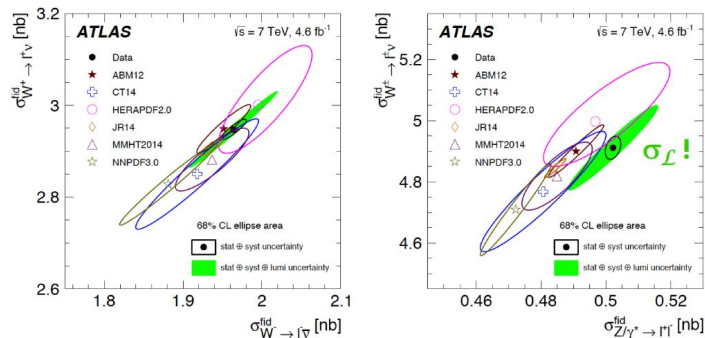 σ^fid_W⁺→l⁺ν [nb]
ATLAS
√s = 7 TeV, 4.6 fb⁻¹
Data
ABM12
CT14
HERAPDF2.0
JR14
MMHT2014
NNPDF3.0
68% CL ellipse area
stat ⊕ syst uncertainty
stat ⊕ syst ⊕ lumi uncertainty
3.2
3
2.8
2.6
1.8 1.9 2 2.1
σ^fid_W⁻→l⁻ν̅ [nb]
σ^fid_W^±→l^±ν [nb]
ATLAS
√s = 7 TeV, 4.6 fb⁻¹
Data
ABM12
CT14
HERAPDF2.0
JR14
MMHT2014
NNPDF3.0
σ_ℒ !
68% CL ellipse area
stat ⊕ syst uncertainty
stat ⊕ syst ⊕ lumi uncertainty
5.2
5
4.8
4.6
0.46 0.48 0.5 0.52
σ^fid_Z/γ*→l⁺l⁻ [nb]